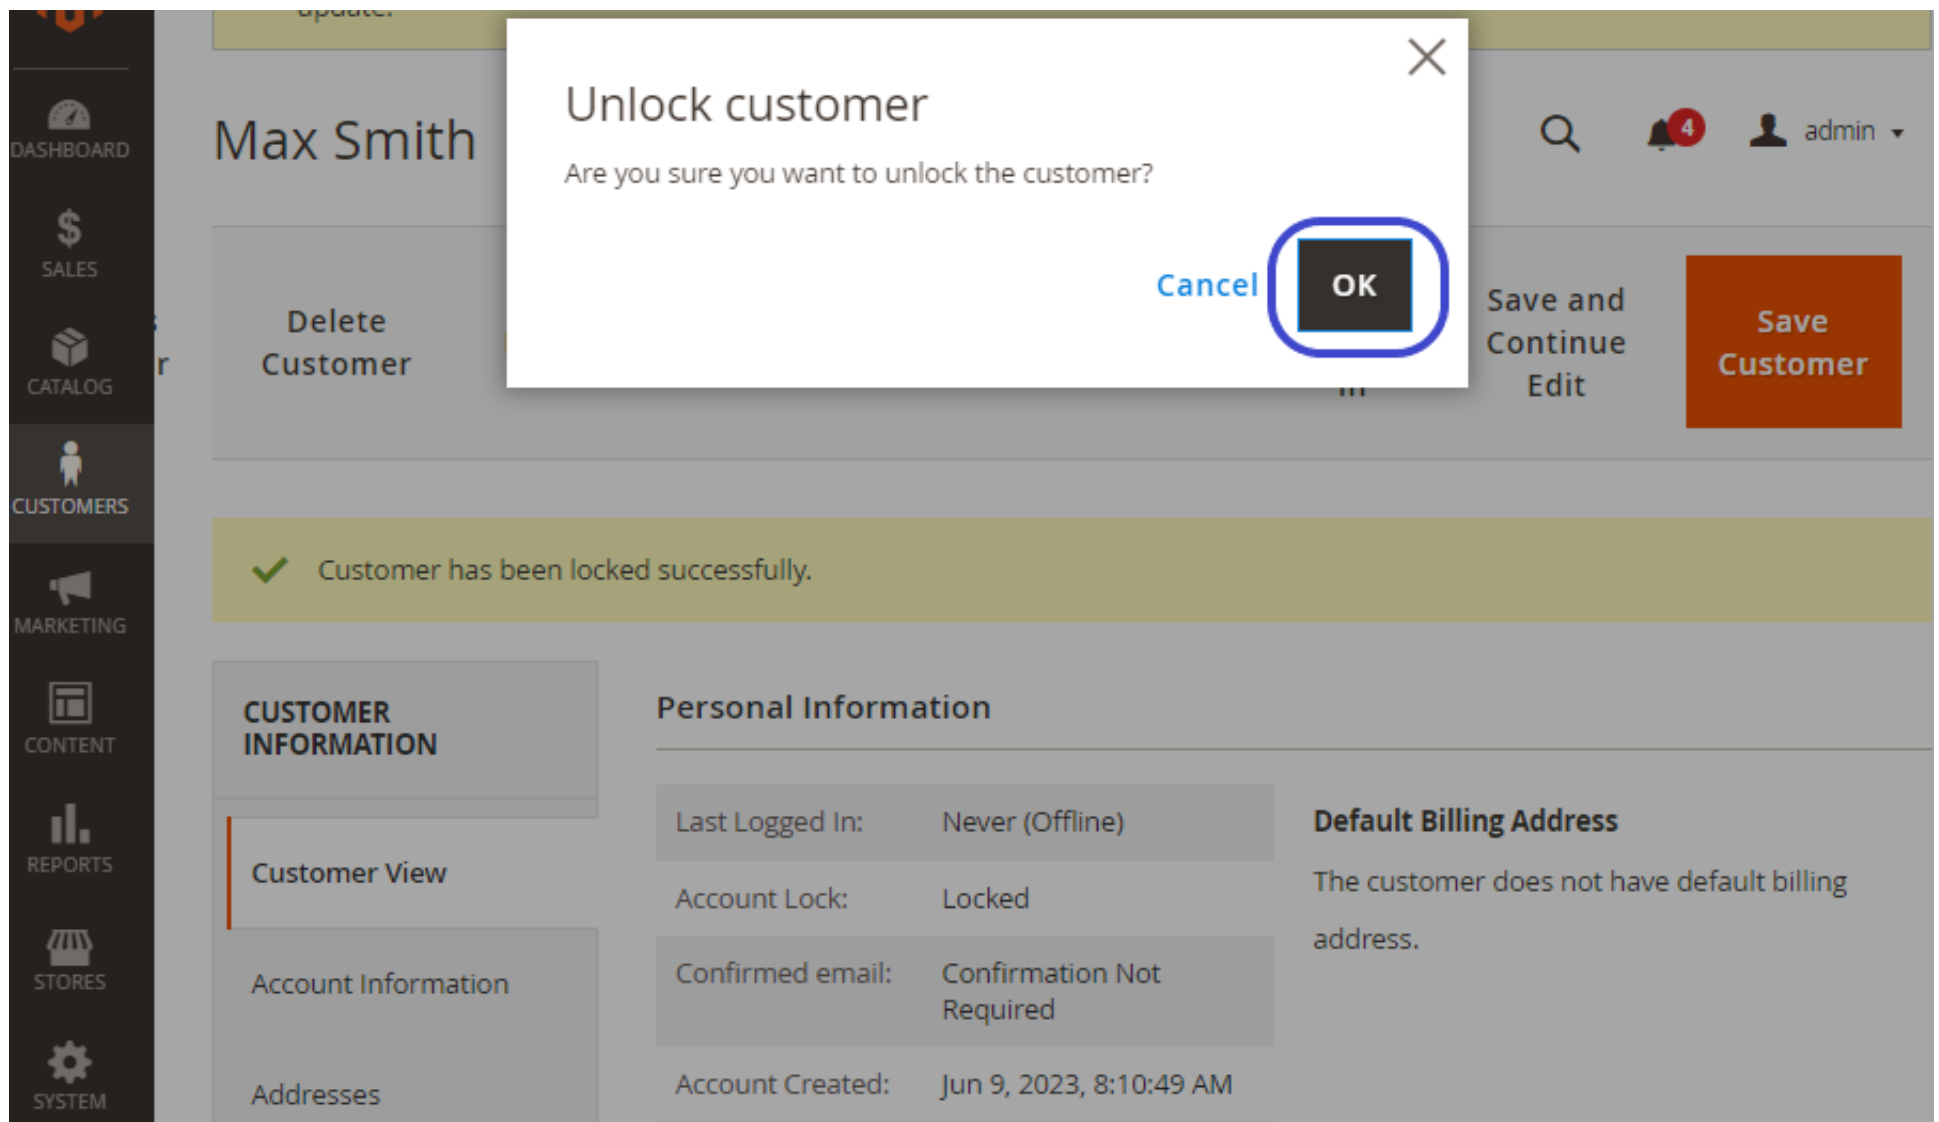 update.
Unlock customer
Are you sure you want to unlock the customer?
Cancel
OK
Max Smith
4
admin
DASHBOARD
SALES
CATALOG
CUSTOMERS
MARKETING
CONTENT
REPORTS
STORES
SYSTEM
Delete
Customer
in
Save and
Continue
Edit
Save
Customer
Customer has been locked successfully.
CUSTOMER
INFORMATION
Customer View
Account Information
Addresses
Personal Information
Last Logged In: Never (Offline)
Account Lock: Locked
Confirmed email: Confirmation Not
Required
Account Created: Jun 9, 2023, 8:10:49 AM
Default Billing Address
The customer does not have default billing
address.